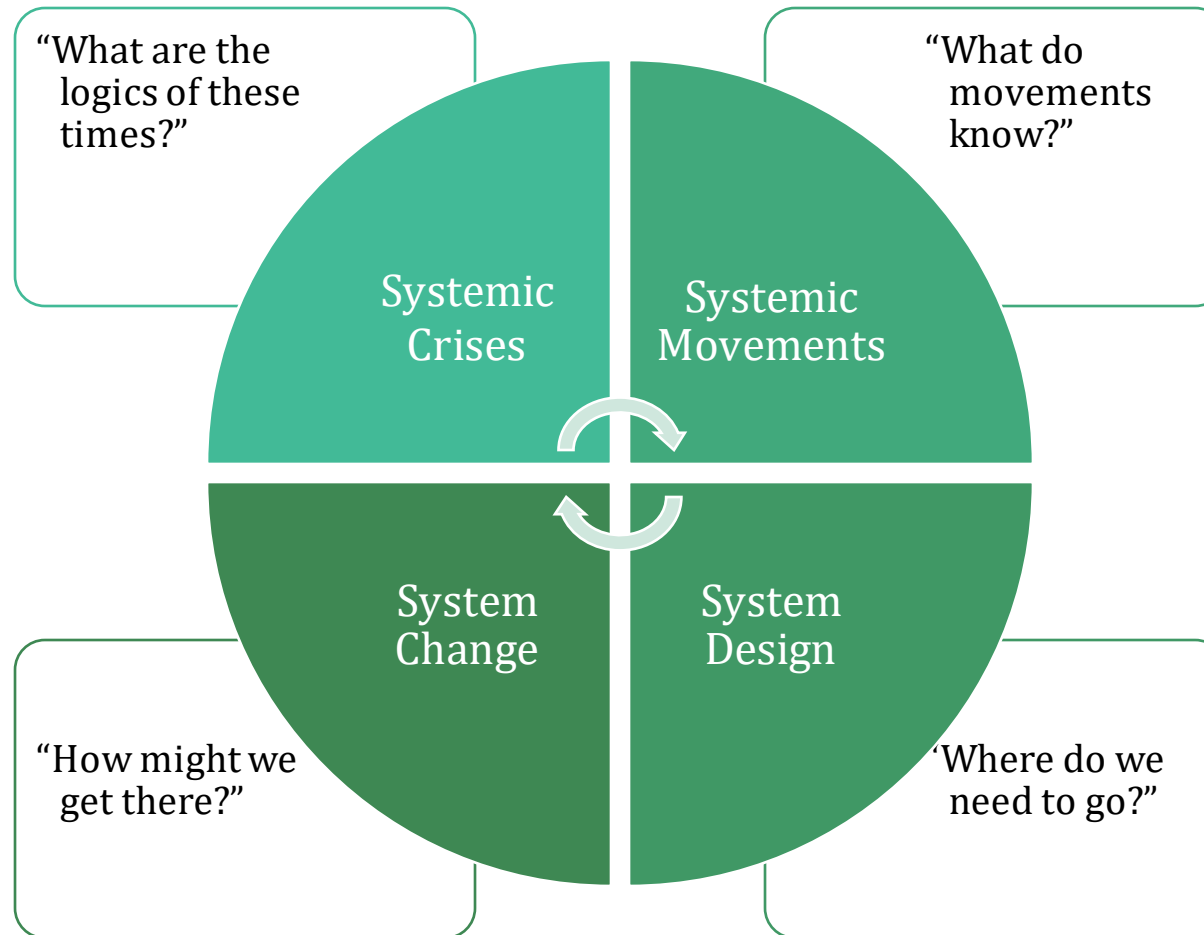 “What are the
logics of these
times?”
“What do
movements
know?”
Systemic
Crises
Systemic
Movements
System
Change
System
Design
“How might we
get there?”
‘Where do we
need to go?”